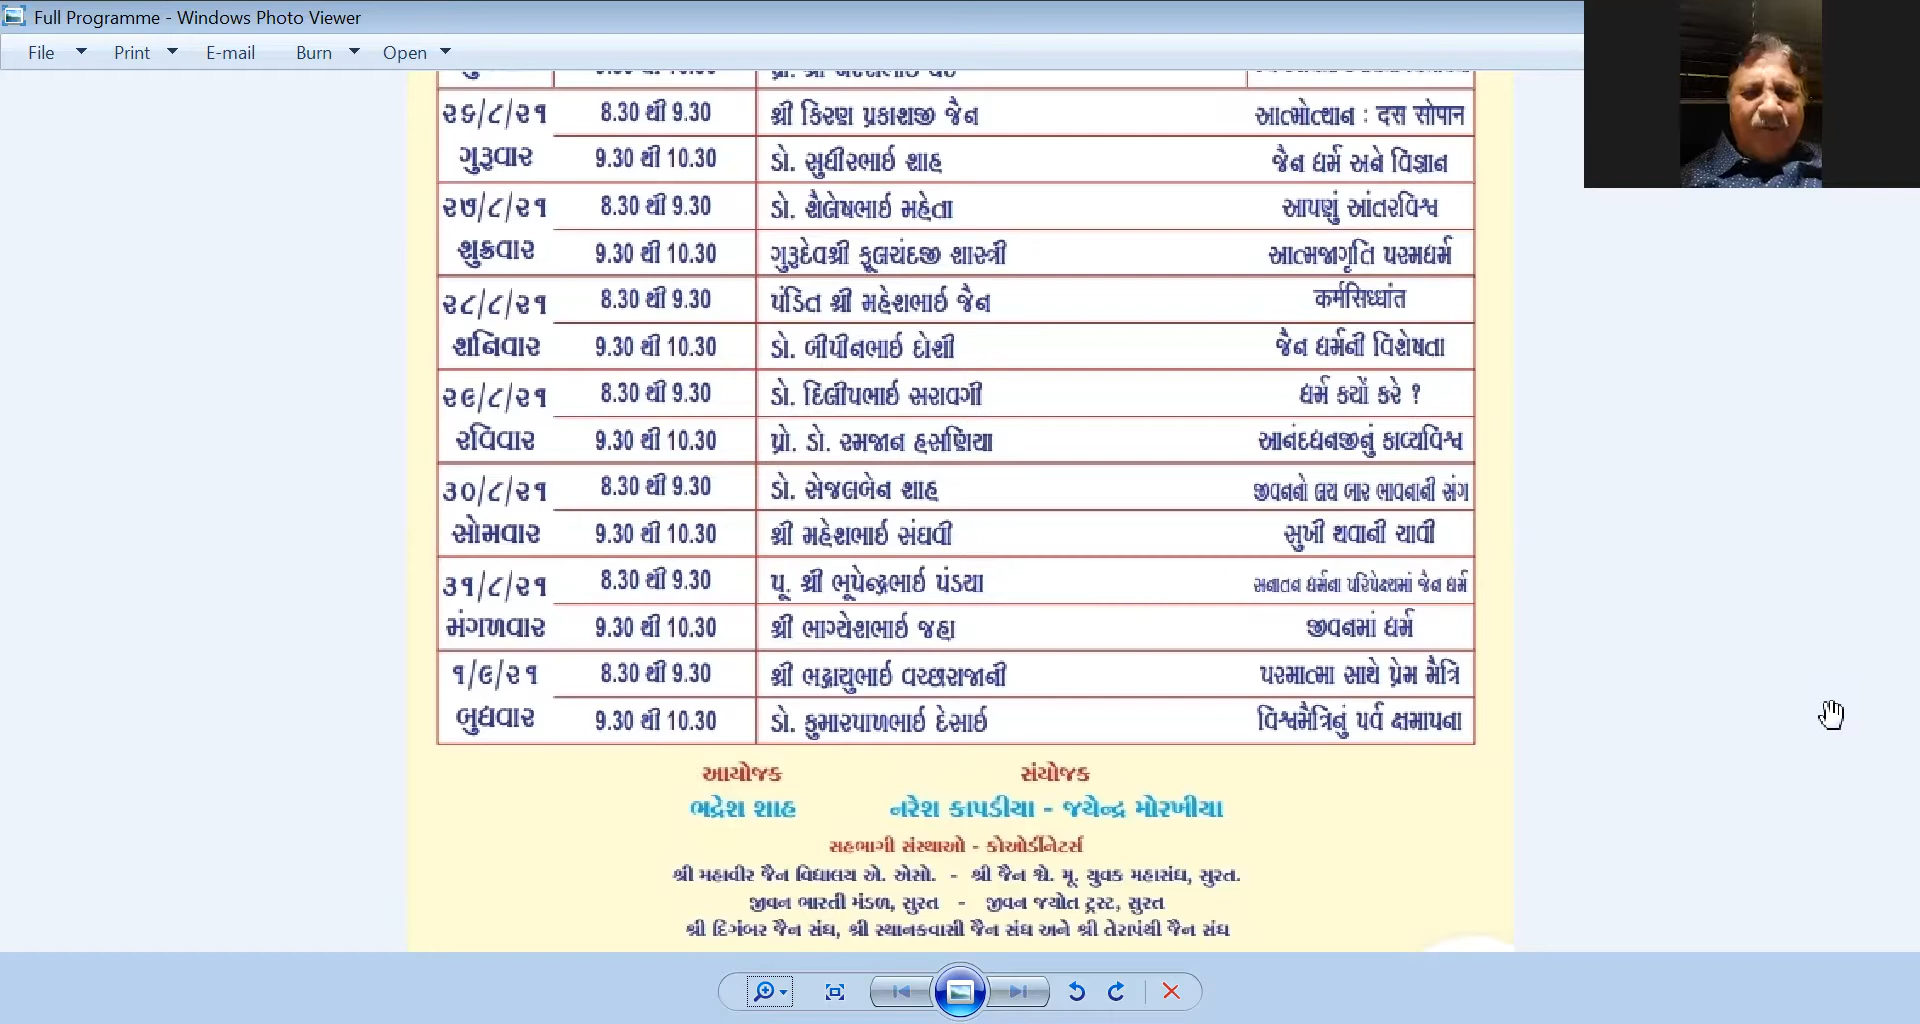 Full Programme - Windows Photo Viewer
File Print E-mail Burn Open
૨૬/૮/૨૧ 8.30 થી 9.30 શ્રી કિરણ પ્રકાશજી જૈન આત્મોત્થાન : दस सोपान
ગુરૂવાર 9.30 થી 10.30 ડો. સુધીરભાઈ શાહ જૈન ધર્મ અને વિજ્ઞાન
૨૭/૮/૨૧ 8.30 થી 9.30 ડો. શૈલેષભાઈ મહેતા આપણું આંતરવિશ્વ
શુક્રવાર 9.30 થી 10.30 ગુરૂદેવશ્રી ફૂલચંદજી શાસ્ત્રી આત્મજાગૃતિ પરમધર્મ
૨૮/૮/૨૧ 8.30 થી 9.30 પંડિત શ્રી મહેશભાઈ જૈન कर्मसिध्धांत
શનિવાર 9.30 થી 10.30 ડો. બીપીનભાઈ દોશી જૈન ધર્મની વિશેષતા
૨૯/૮/૨૧ 8.30 થી 9.30 ડો. દિલીપભાઈ સરાવગી ધર્મ કયોં કરે ?
રવિવાર 9.30 થી 10.30 પ્રો. ડો. રમજાન હસણિયા આનંદઘનજીનું કાવ્યવિશ્વ
૩૦/૮/૨૧ 8.30 થી 9.30 ડો. સેજલબેન શાહ જીવનનો લય બાર ભાવનાની સંગ
સોમવાર 9.30 થી 10.30 શ્રી મહેશભાઈ સંઘવી સુખી થવાની ચાવી
૩૧/૮/૨૧ 8.30 થી 9.30 પૂ. શ્રી ભૂપેન્દ્રભાઈ પંડયા સનાતન ધર્મના પરિપેક્ષ્યમાં જૈન ધર્મ
મંગળવાર 9.30 થી 10.30 શ્રી ભાગ્યેશભાઈ જહા જીવનમાં ધર્મ
૧/૯/૨૧ 8.30 થી 9.30 શ્રી ભદ્રાયુભાઈ વચ્છરાજાની પરમાત્મા સાથે પ્રેમ મૈત્રિ
બુધવાર 9.30 થી 10.30 ડો. કુમારપાળભાઈ દેસાઈ વિશ્વમૈત્રિનું પર્વ ક્ષમાપના
આયોજક સંયોજક
ભદ્રેશ શાહ નરેશ કાપડીયા - જયેન્દ્ર મોરખીયા
સહભાગી સંસ્થાઓ - કોઓર્ડીનેટર્સ
શ્રી મહાવીર જૈન વિદ્યાલય એ. એસો. - શ્રી જૈન શ્વે. મૂ. યુવક મહાસંઘ, સુરત.
જીવન ભારતી મંડળ, સુરત - જીવન જયોત ટ્રસ્ટ, સુરત
શ્રી દિગંબર જૈન સંઘ, શ્રી સ્થાનકવાસી જૈન સંઘ અને શ્રી તેરાપંથી જૈન સંઘ